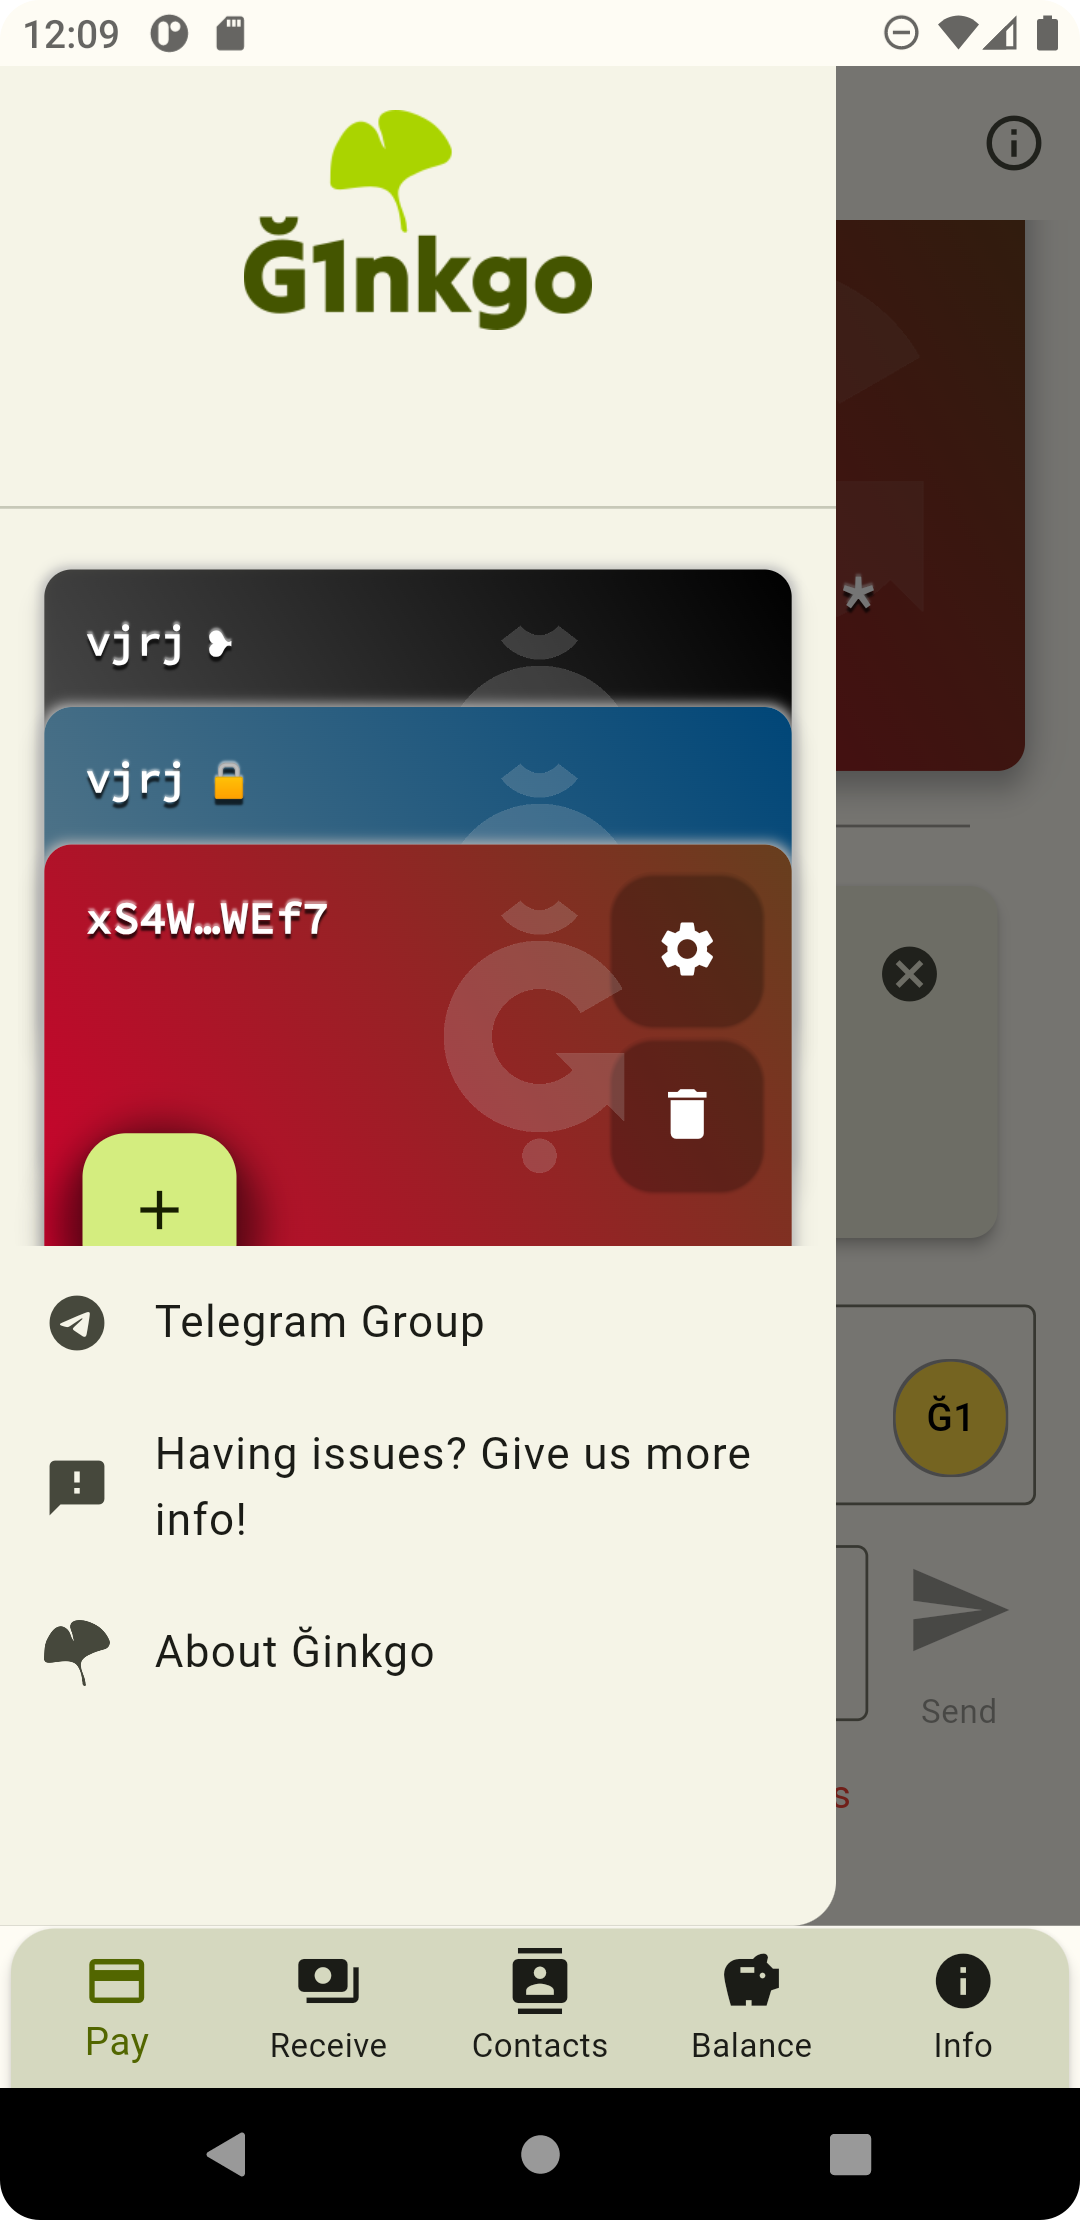 12:09
Ğ1nkgo
vjrj ❥
vjrj 🔒
xS4W…WEf7
*
+
Telegram Group
Having issues? Give us more
info!
About Ğinkgo
Ğ1
Send
s
Pay
Receive
Contacts
Balance
Info